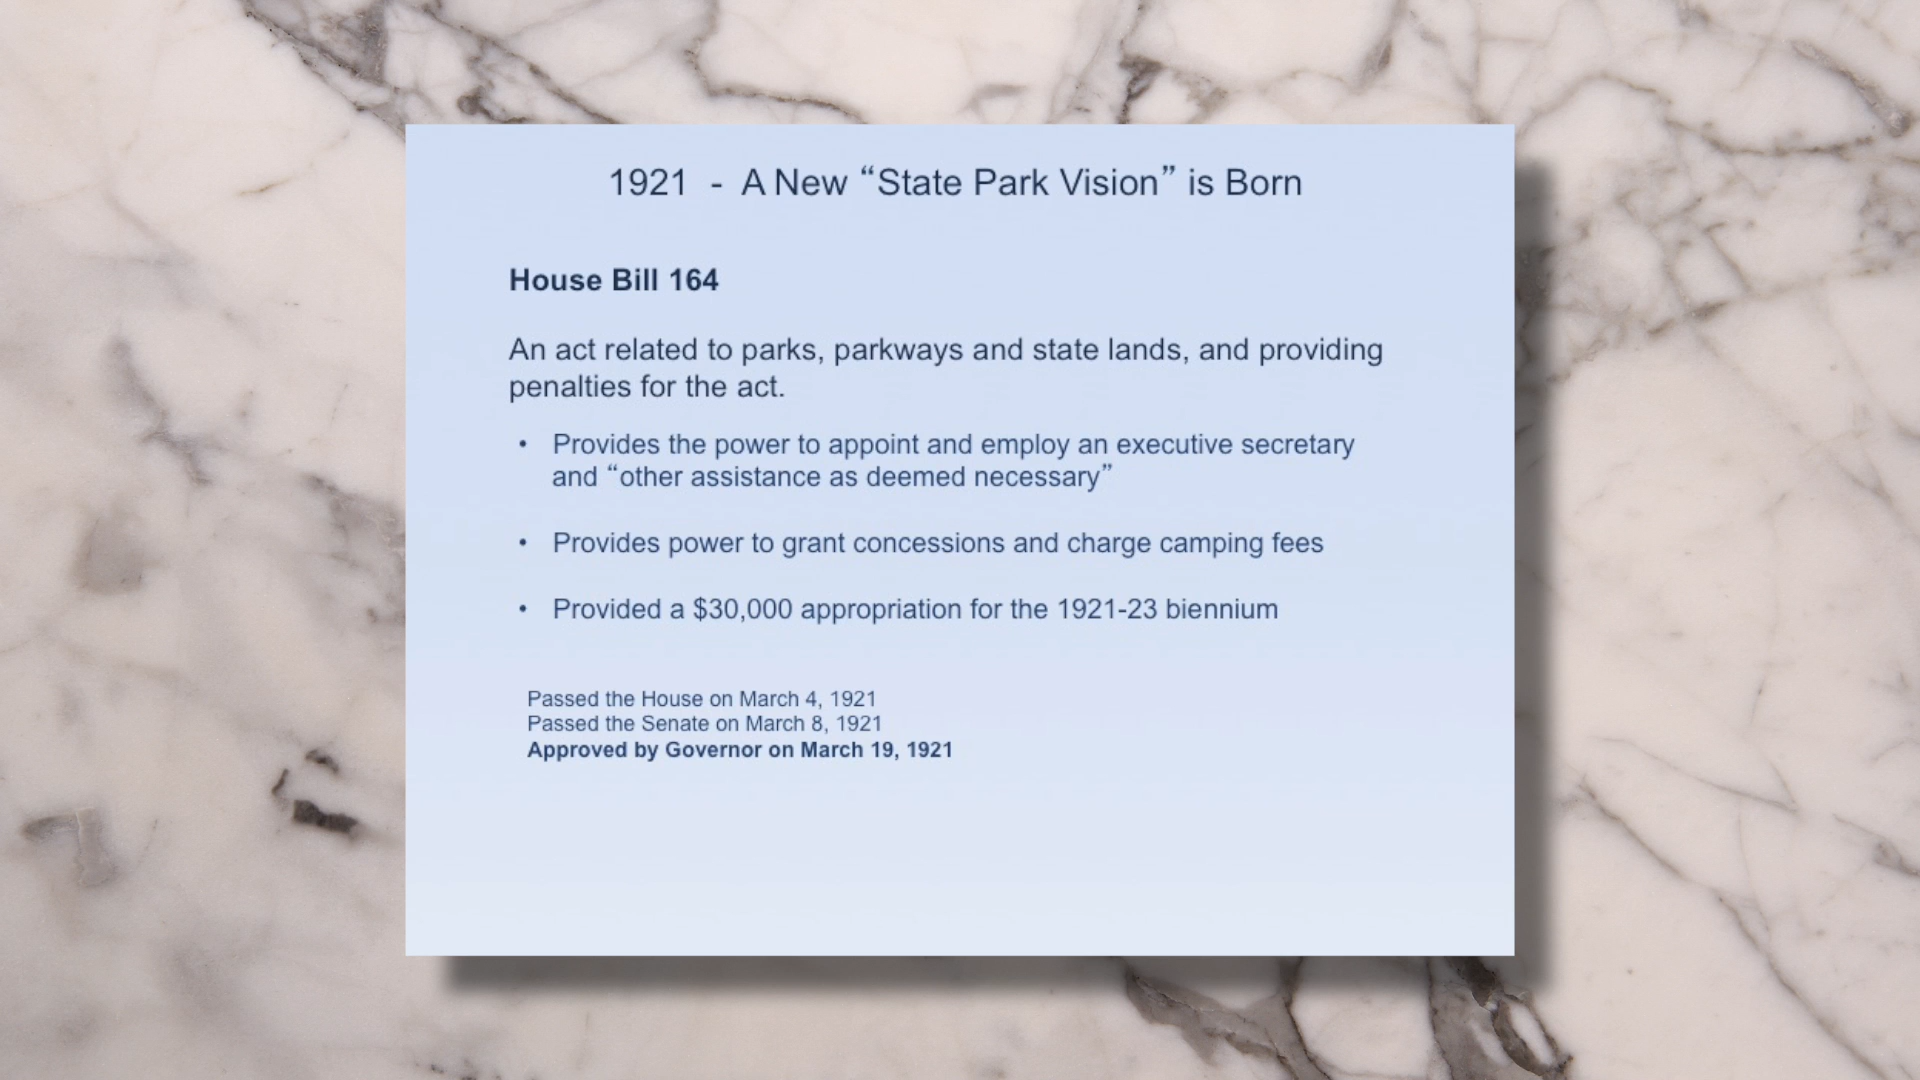 1921 - A New “State Park Vision” is Born
House Bill 164
An act related to parks, parkways and state lands, and providing
penalties for the act.
• Provides the power to appoint and employ an executive secretary
and “other assistance as deemed necessary”
• Provides power to grant concessions and charge camping fees
• Provided a $30,000 appropriation for the 1921-23 biennium
Passed the House on March 4, 1921
Passed the Senate on March 8, 1921
Approved by Governor on March 19, 1921